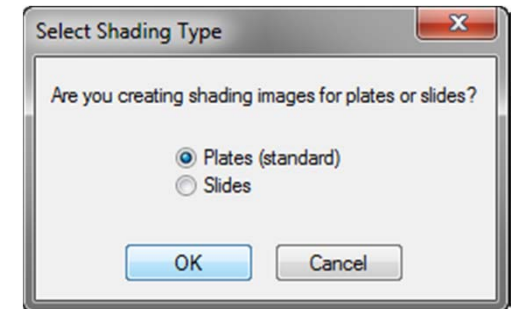 Select Shading Type
Are you creating shading images for plates or slides?
Plates (standard)
Slides
OK Cancel